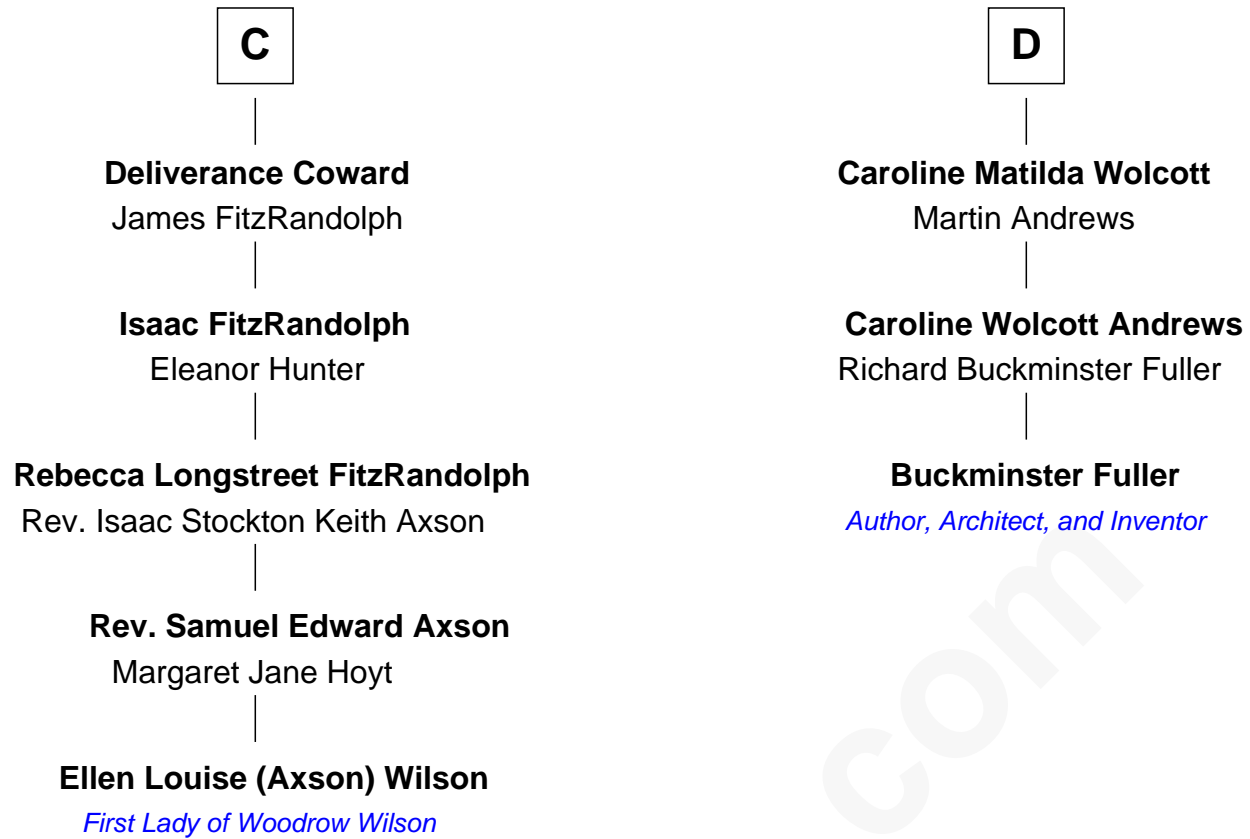 C
Deliverance Coward
James FitzRandolph
Isaac FitzRandolph
Eleanor Hunter
Rebecca Longstreet FitzRandolph
Rev. Isaac Stockton Keith Axson
Rev. Samuel Edward Axson
Margaret Jane Hoyt
Ellen Louise (Axson) Wilson
First Lady of Woodrow Wilson
D
Caroline Matilda Wolcott
Martin Andrews
Caroline Wolcott Andrews
Richard Buckminster Fuller
Buckminster Fuller
Author, Architect, and Inventor
com